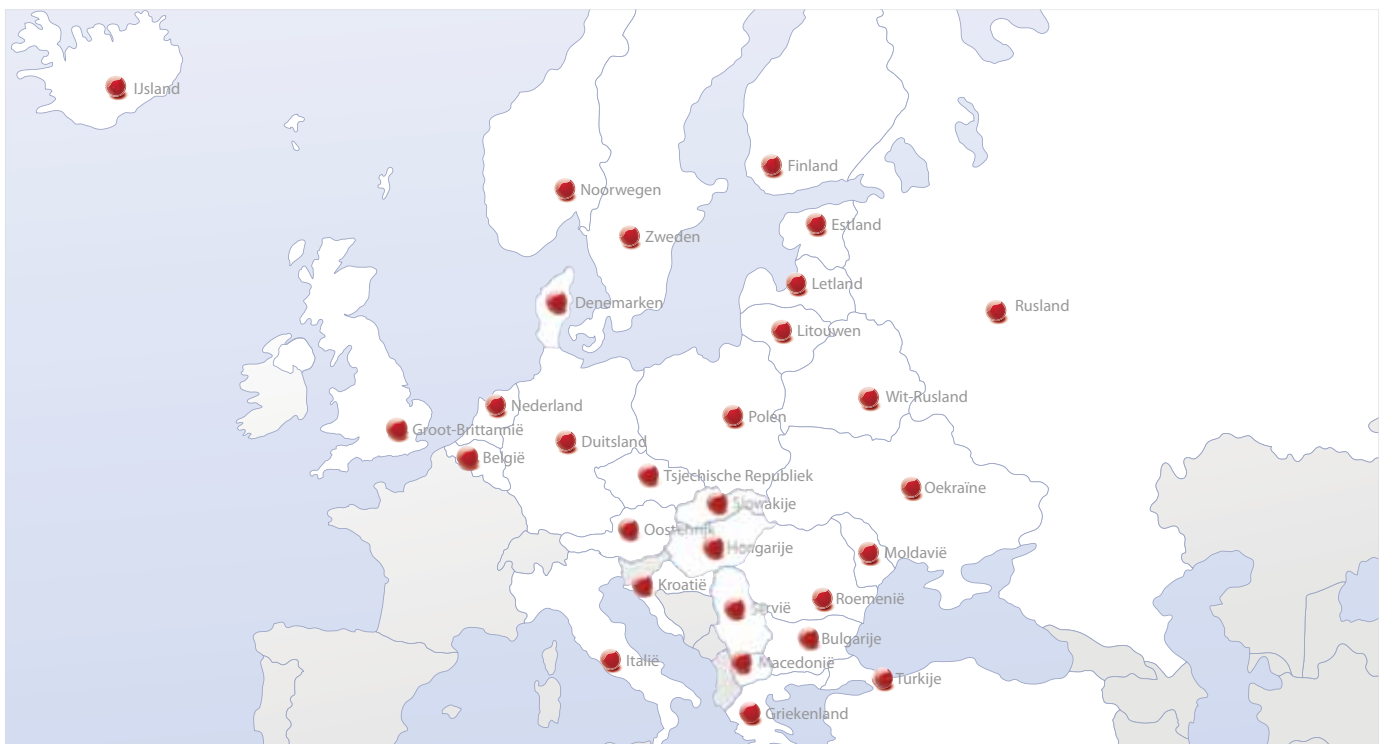 IJsland
Finland
Noorwegen
Estland
Zweden
Letland
Denemarken
Rusland
Litouwen
Wit-Rusland
Nederland
Polen
Groot-Brittannië
Duitsland
België
Tsjechische Republiek
Oekraïne
Slowakije
Oostenrijk
Hongarije
Moldavië
Kroatië
Roemenië
Servië
Bulgarije
Italië
Macedonië
Turkije
Griekenland